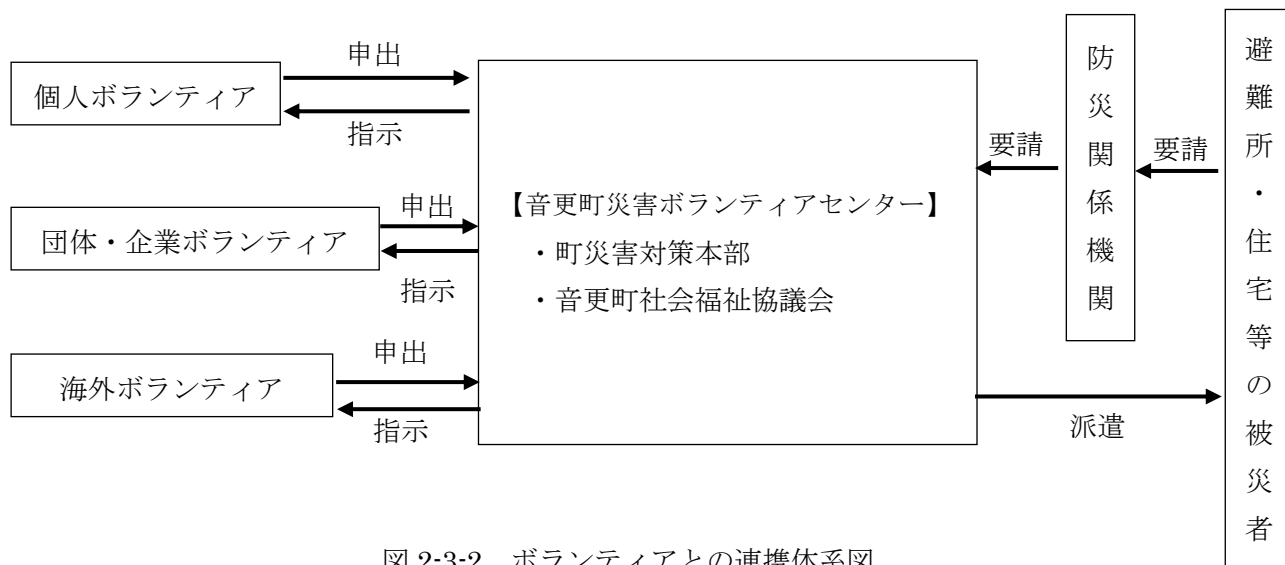 申出
個人ボランティア
指示
申出
団体・企業ボランティア
指示
申出
海外ボランティア
指示
【音更町災害ボランティアセンター】
・町災害対策本部
・音更町社会福祉協議会
要請
防災関係機関
要請
派遣
避難所・住宅等の被災者
図 2-3-2 ボランティアとの連携体系図